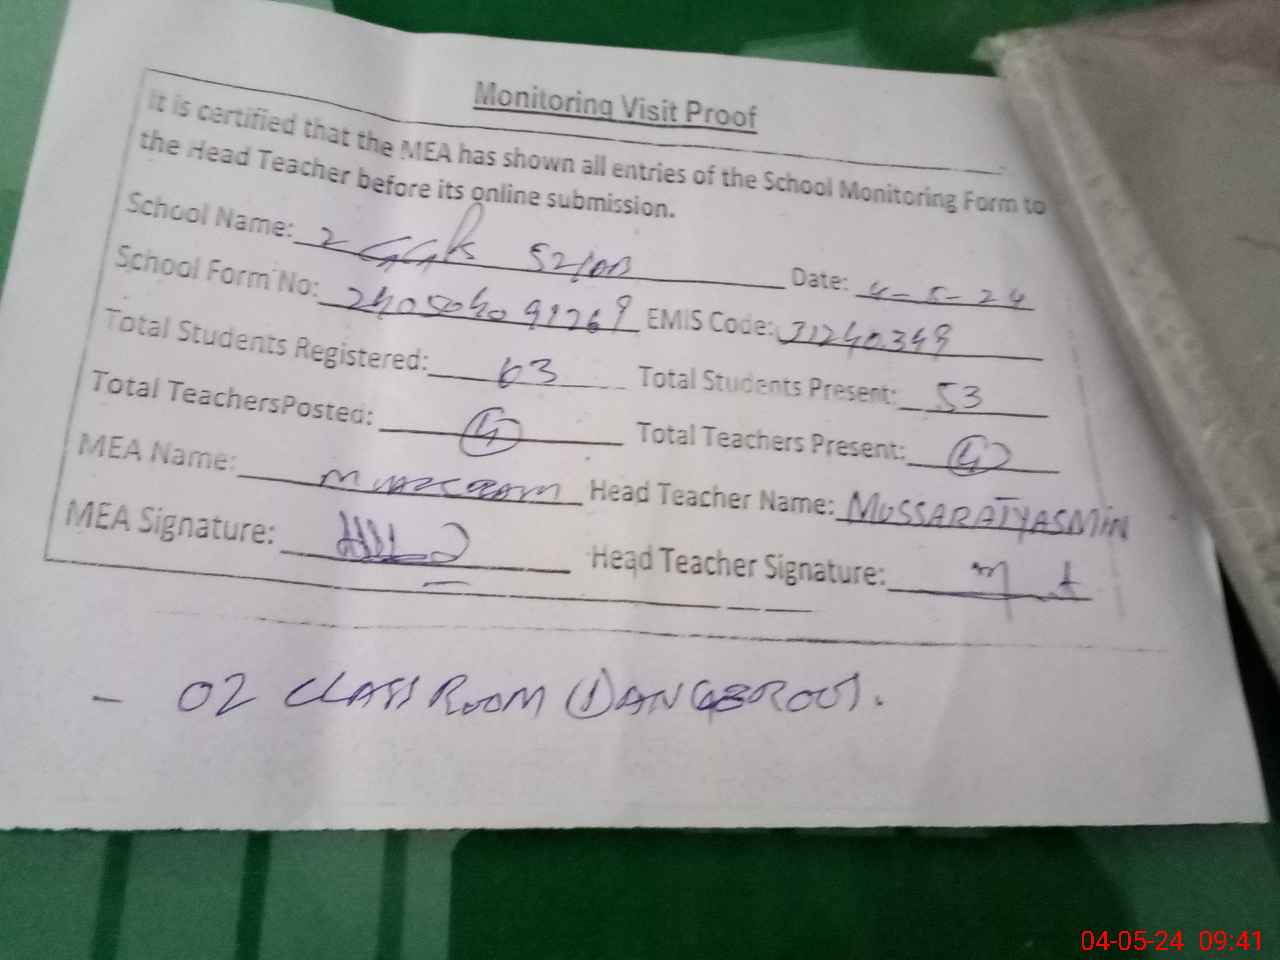 Monitoring Visit Proof
It is certified that the MEA has shown all entries of the School Monitoring Form to
the Head Teacher before its online submission.
School Name: Date: 4-5-24
School Form No: EMIS Code: 31240349
Total Students Registered: 63 Total Students Present: 53
Total TeachersPosted: Total Teachers Present:
MEA Name: Head Teacher Name: MUSSARATYASMIN
MEA Signature: Head Teacher Signature:
- 02 CLASS ROOM DANGEROUS.
04-05-24 09:41